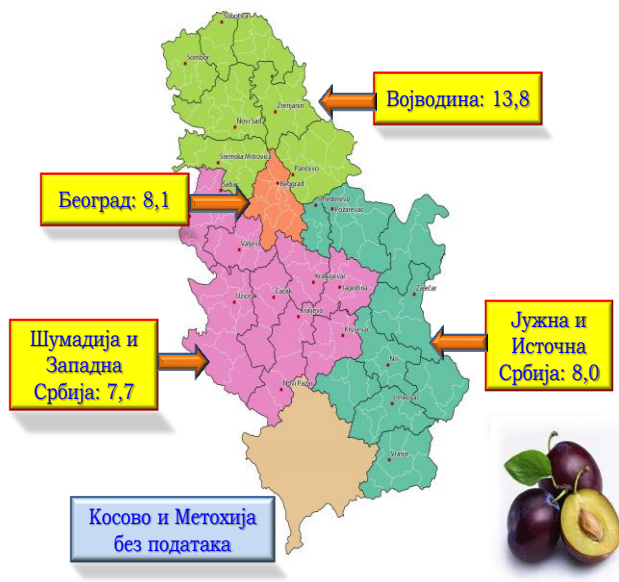 Subotica
Sombor
Zrenjanin
Novi Sad
Војводина: 13,8
Sremska Mitrovica
Pančevo
Šabac
Beograd
Београд: 8,1
Smederevo
Požarevac
Valjevo
Kragujevac
Jagodina
Zaječar
Užice
Čačak
Kraljevo
Kruševac
Шумадија и
Западна
Србија: 7,7
Јужна и
Источна
Србија: 8,0
Niš
Novi Pazar
Leskovac
Vranje
Косово и Метохија
без података